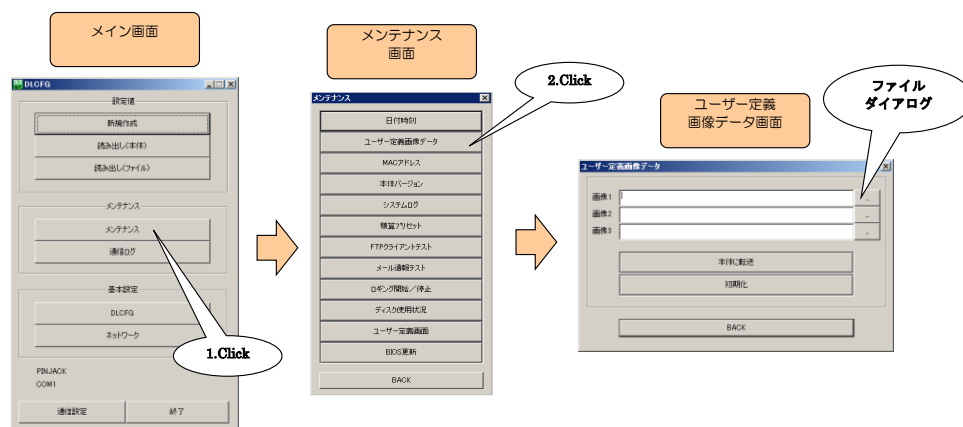 メイン画面
DLCFG
設定値
新規作成
読み出し(本体)
読み出し(ファイル)
メンテナンス
メンテナンス
通信ログ
基本設定
DLCFG
ネットワーク
PINJACK
COM1
通信設定
終了
1.Click
メンテナンス
画面
メンテナンス
日付時刻
ユーザー定義画像データ
MACアドレス
本体バージョン
システムログ
積算プリセット
FTPクライアントテスト
メール通報テスト
ロギング開始/停止
ディスク使用状況
ユーザー定義画面
BIOS更新
BACK
2.Click
ユーザー定義
画像データ画面
ファイル
ダイアログ
ユーザー定義画像データ
画像1
...
画像2
...
画像3
...
本体に転送
初期化
BACK